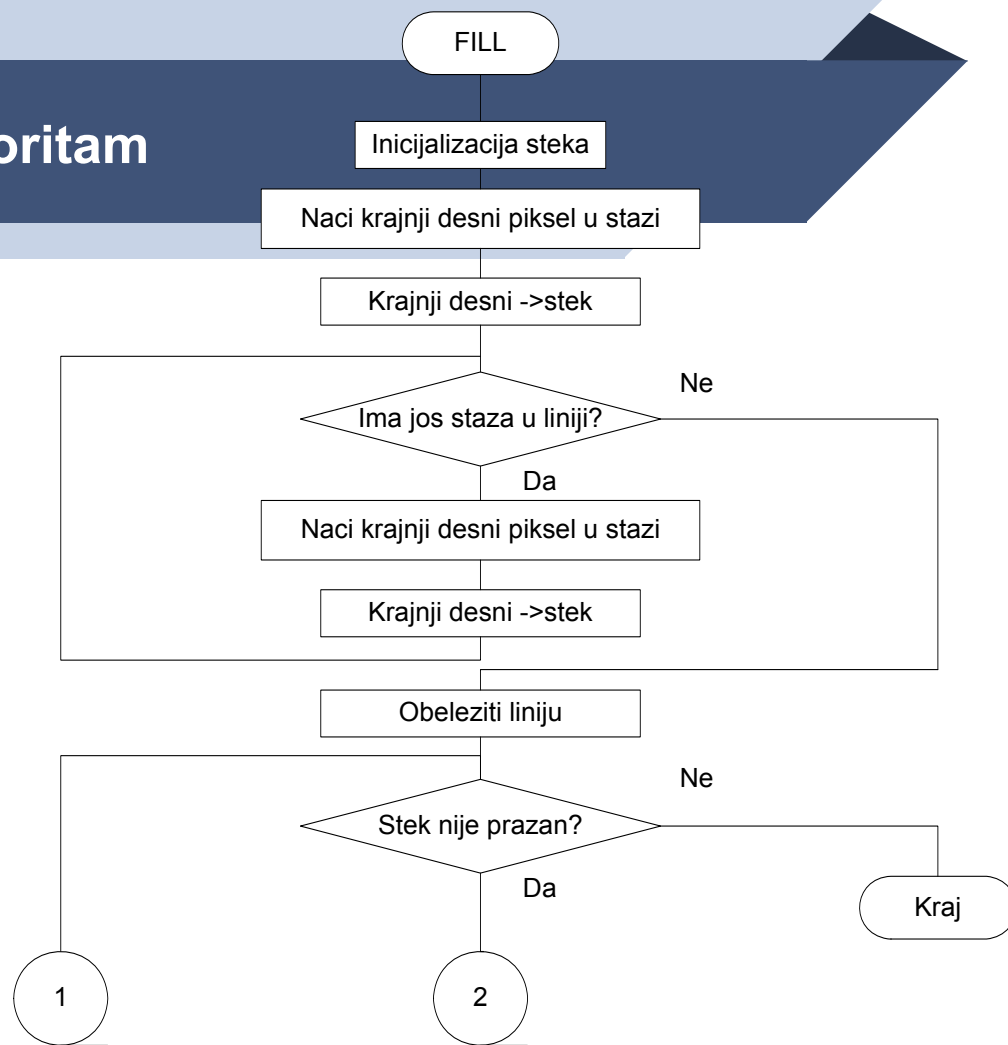 FILL
oritam
Inicijalizacija steka
Naci krajnji desni piksel u stazi
Krajnji desni ->stek
Ne
Ima jos staza u liniji?
Da
Naci krajnji desni piksel u stazi
Krajnji desni ->stek
Obeleziti liniju
Ne
Stek nije prazan?
Da
Kraj
1
2